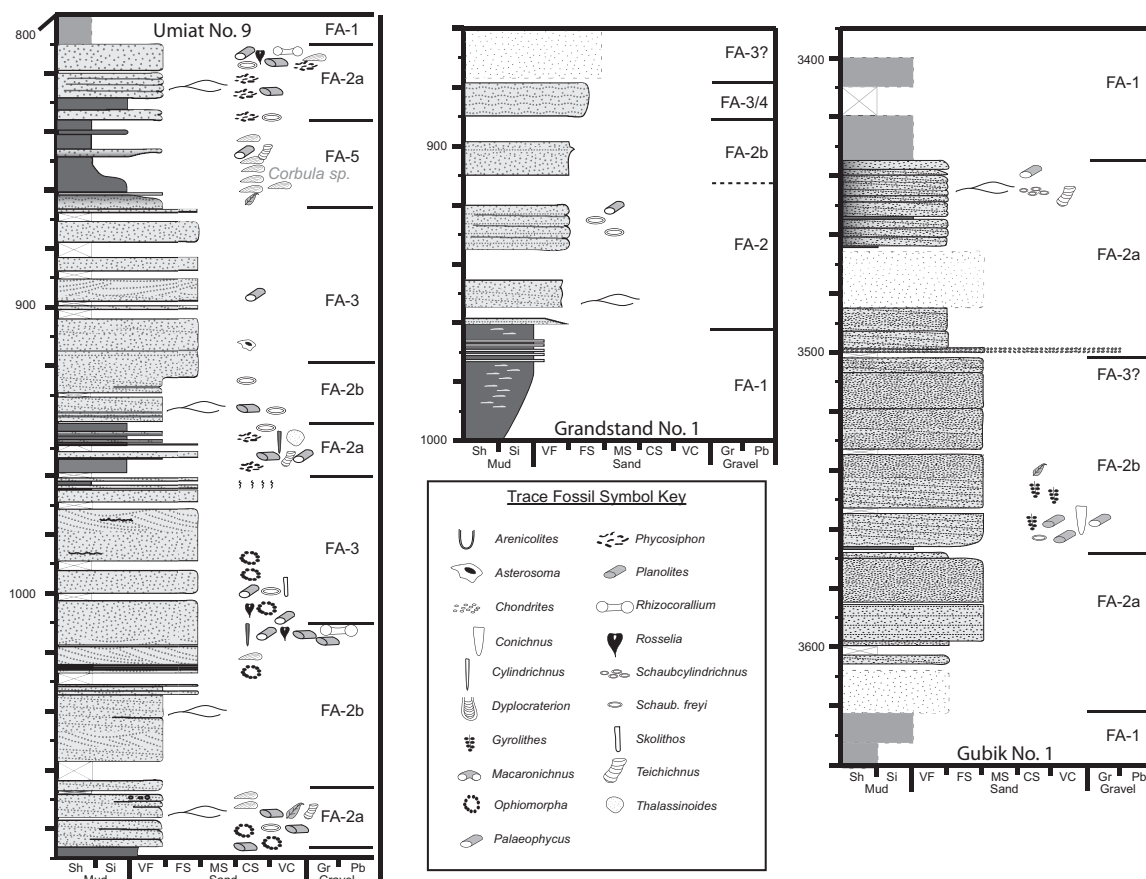 Umiat No. 9
800
900
1000
FA-1
FA-2a
FA-5
Corbula sp.
FA-3
FA-2b
FA-2a
FA-3
FA-2b
FA-2a
Sh Si VF FS MS CS VC Gr Pb
Mud Sand Gravel
FA-3?
FA-3/4
FA-2b
900
FA-2
FA-1
1000
Grandstand No. 1
Sh Si VF FS MS CS VC Gr Pb
Mud Sand Gravel
Trace Fossil Symbol Key
Arenicolites
Asterosoma
Chondrites
Conichnus
Cylindrichnus
Dyplocraterion
Gyrolithes
Macaronichnus
Ophiomorpha
Palaeophycus
Phycosiphon
Planolites
Rhizocorallium
Rosselia
Schaubcylindrichnus
Schaub. freyi
Skolithos
Teichichnus
Thalassinoides
3400
FA-1
FA-2a
3500
FA-3?
FA-2b
FA-2a
3600
FA-1
Gubik No. 1
Sh Si VF FS MS CS VC Gr Pb
Mud Sand Gravel